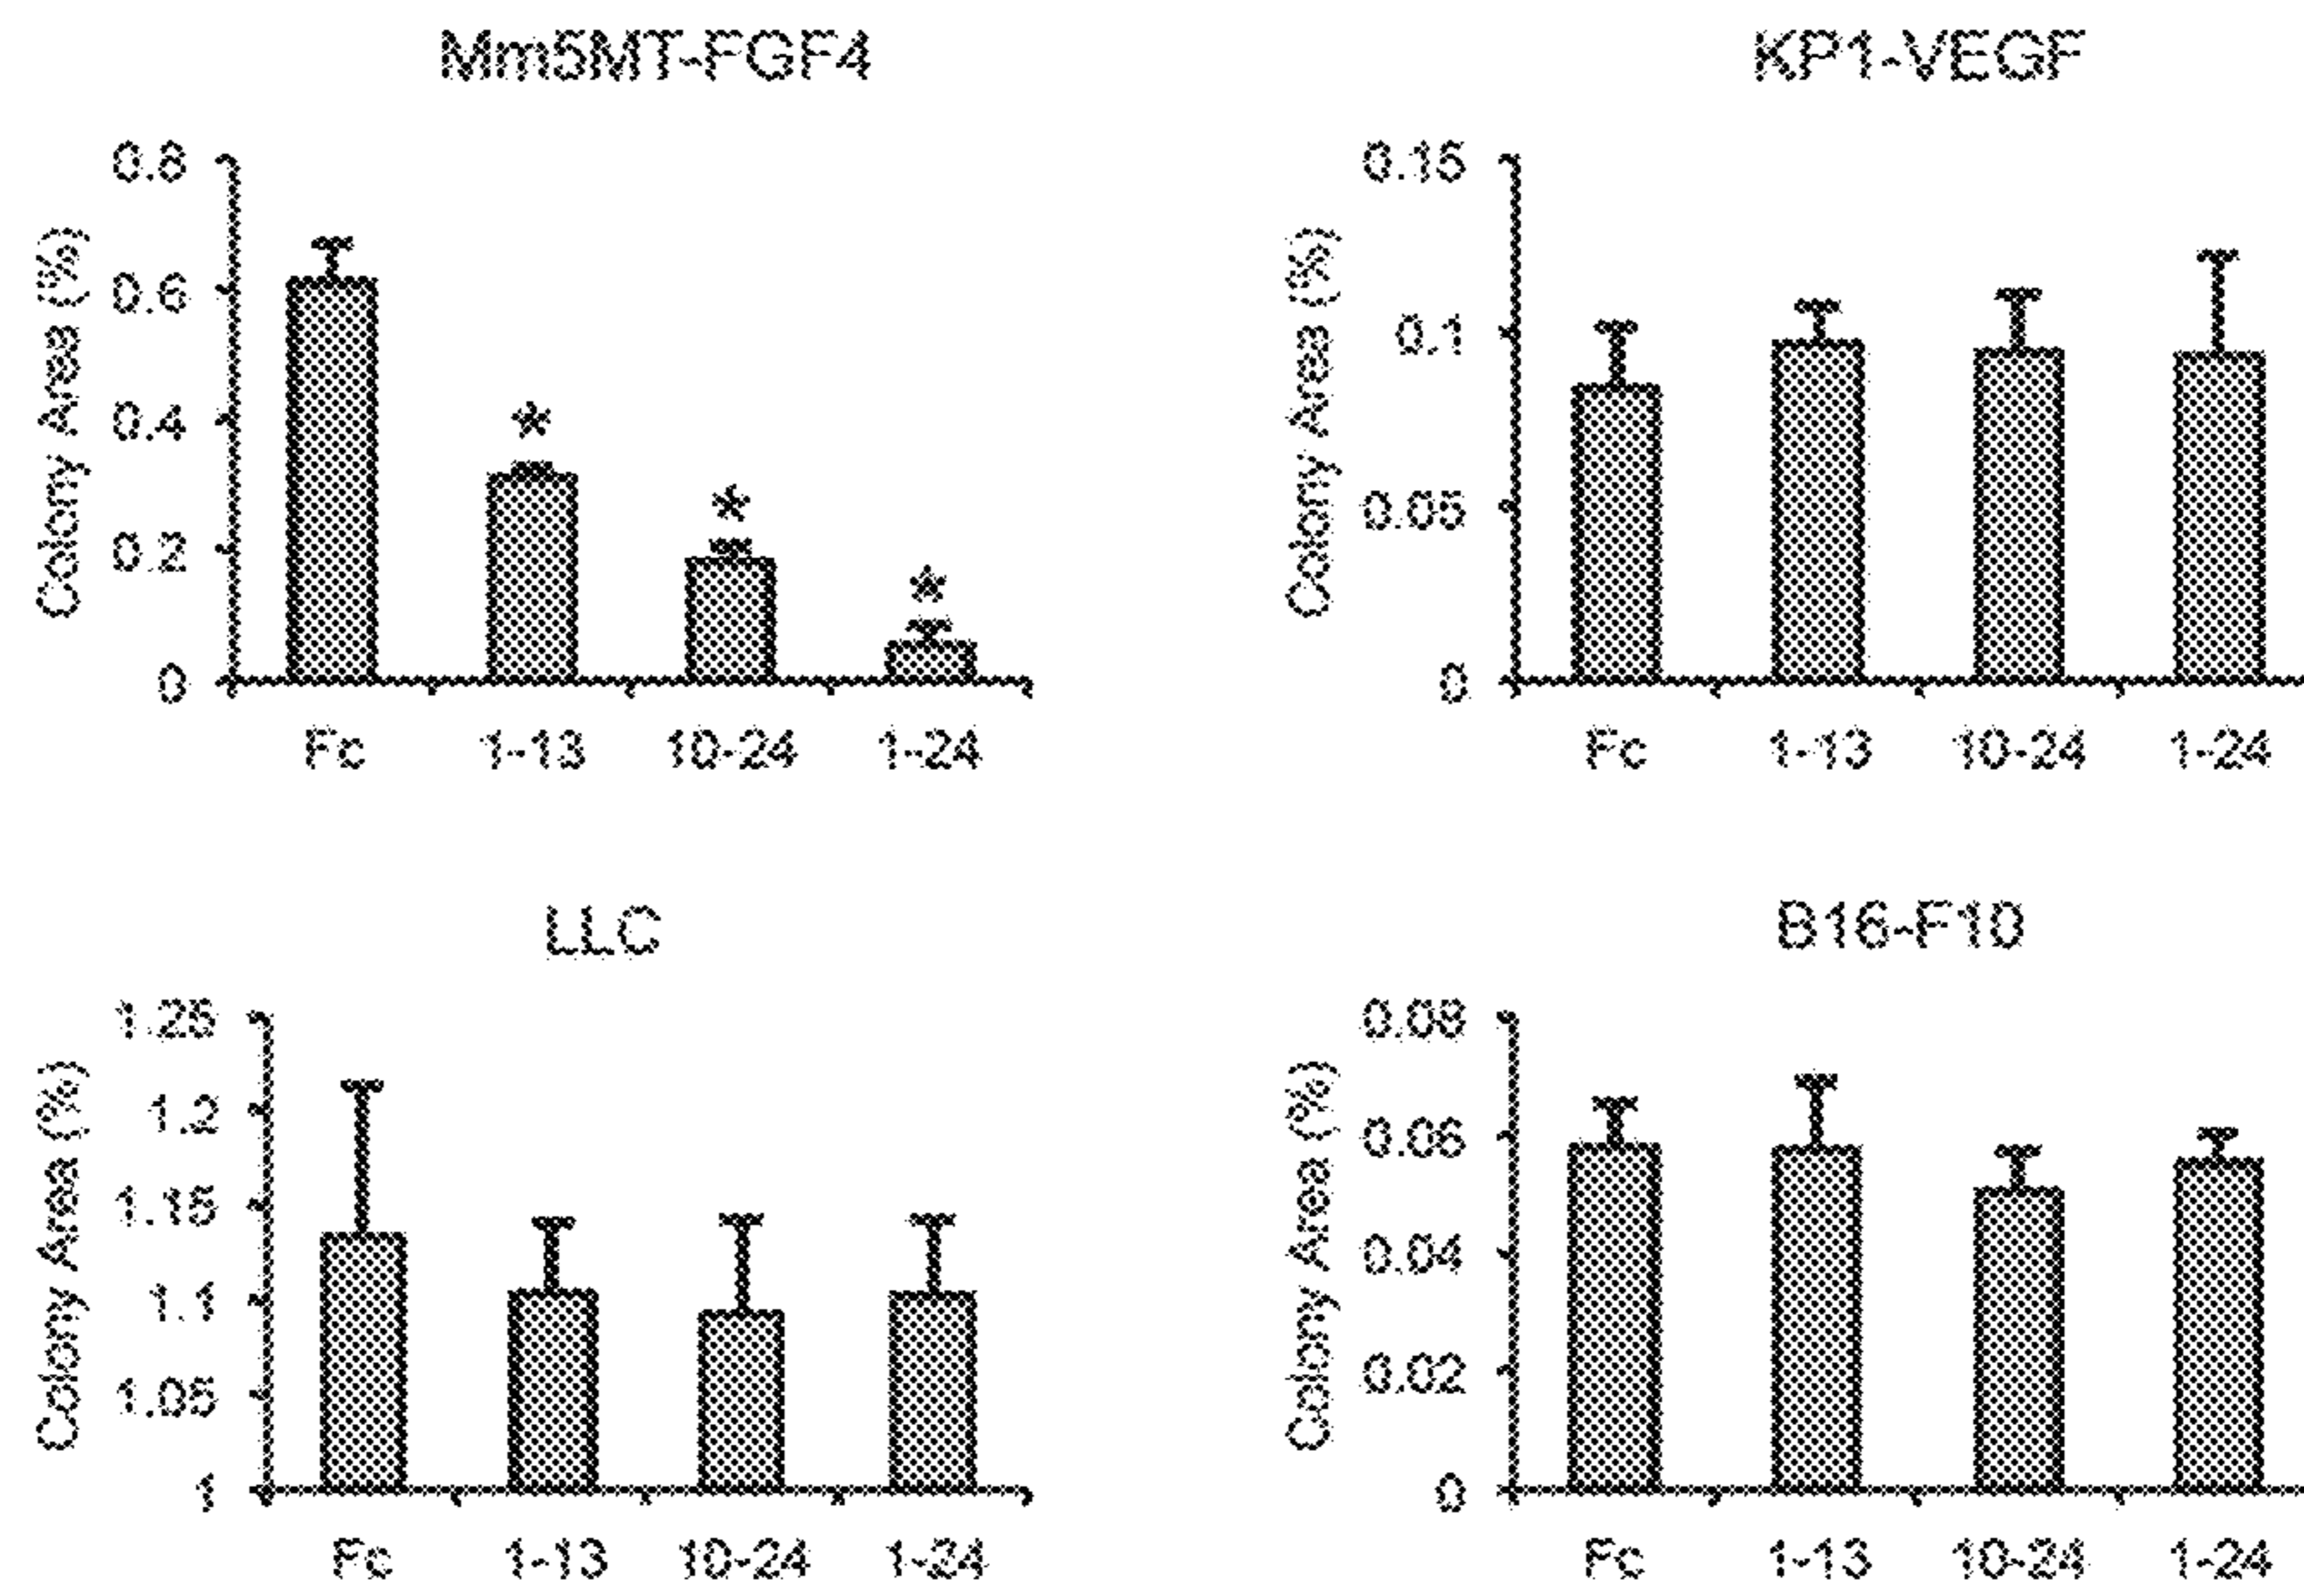 Mm5MT-FGF4
Colony Area (%)
0.8
0.6
0.4
0.2
0
*
*
*
Fc 1-13 10-24 1-24
KP1-VEGF
Colony Area (%)
0.15
0.1
0.05
0
Fc 1-13 10-24 1-24
LLC
Colony Area (%)
1.25
1.2
1.15
1.1
1.05
1
Fc 1-13 10-24 1-24
B16-F10
Colony Area (%)
0.08
0.06
0.04
0.02
0
Fc 1-13 10-24 1-24